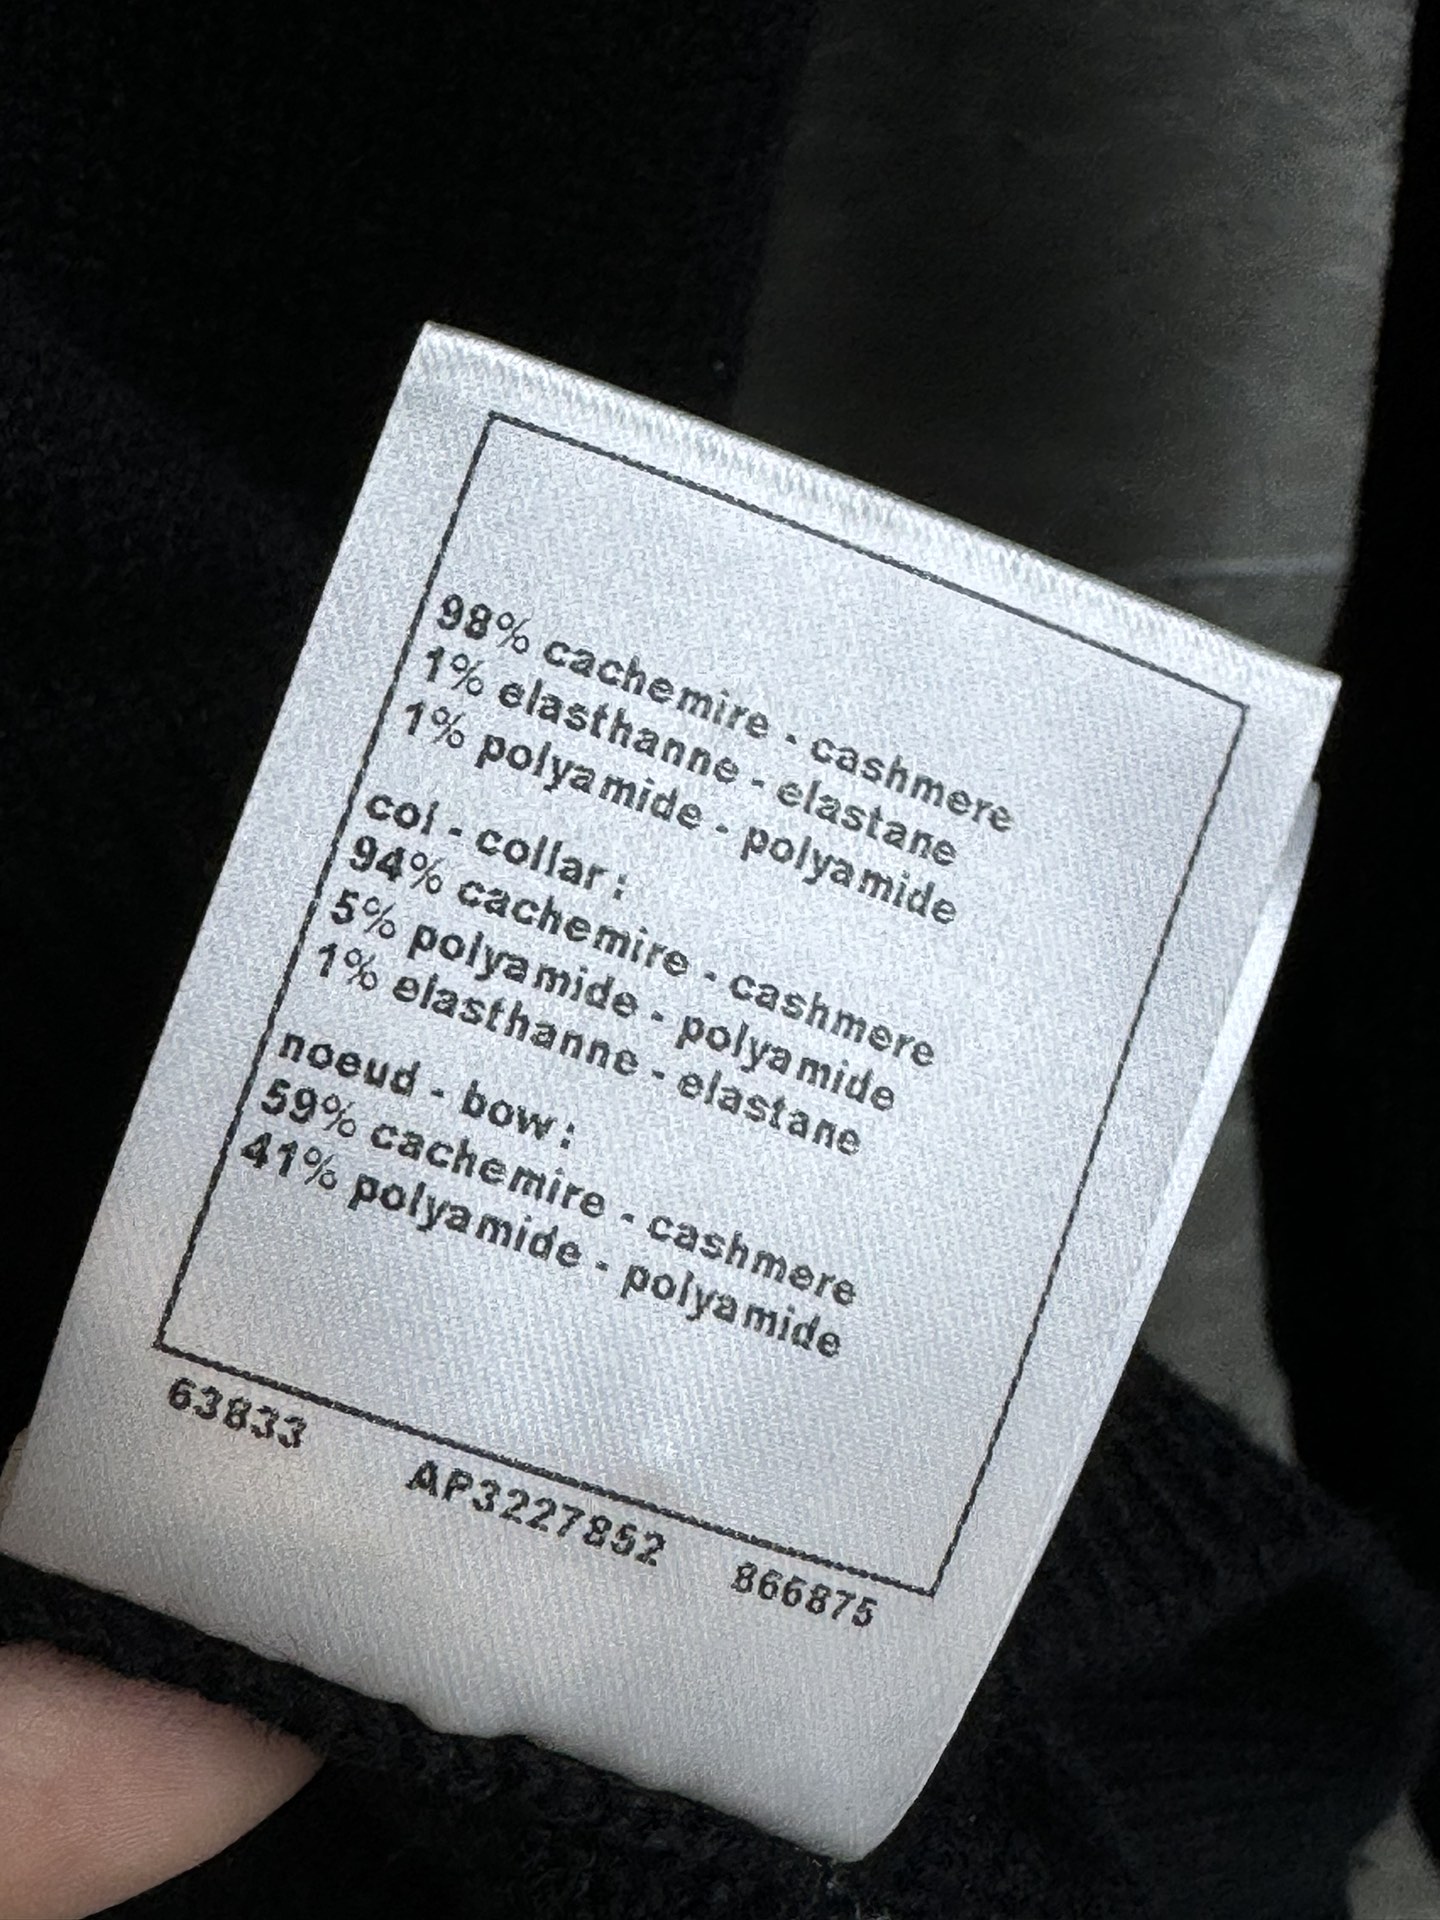 98% cachemire - cashmere
1% elasthanne - elastane
1% polyamide - polyamide
col - collar :
94% cachemire - cashmere
5% polyamide - polyamide
1% elasthanne - elastane
noeud - bow :
59% cachemire - cashmere
41% polyamide - polyamide
63833 AP3227852 866875